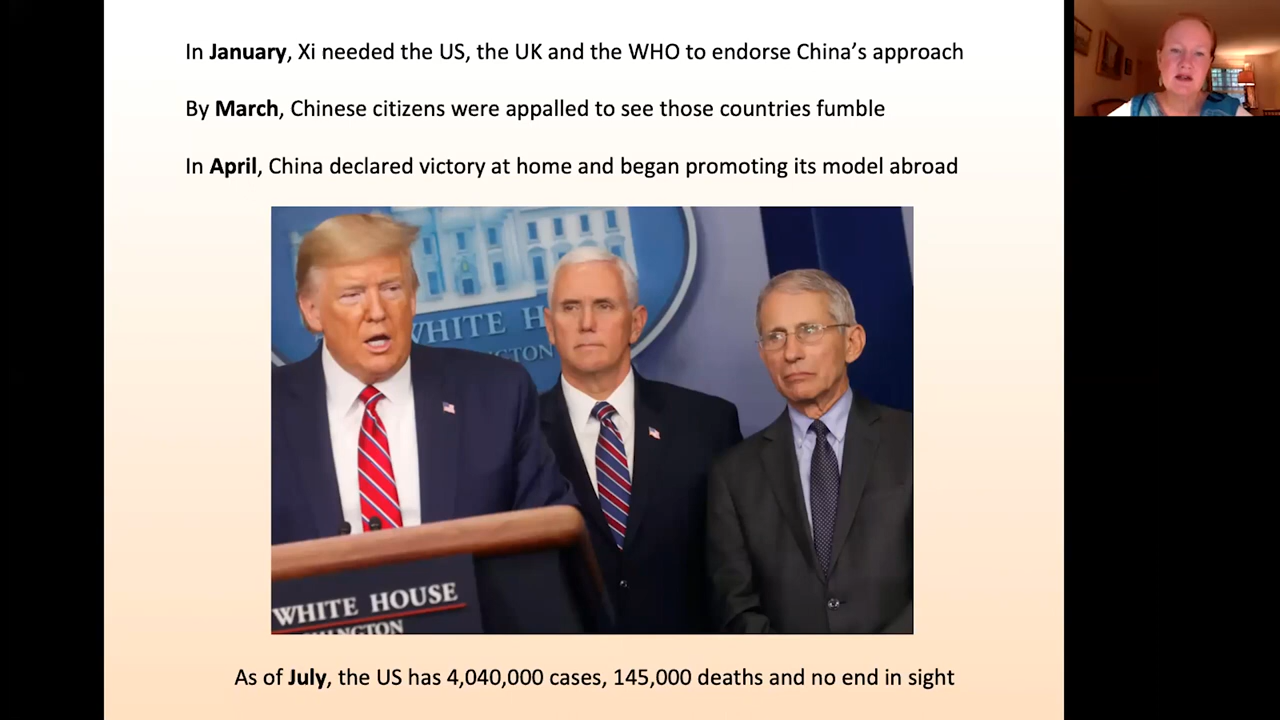 In January, Xi needed the US, the UK and the WHO to endorse China’s approach
By March, Chinese citizens were appalled to see those countries fumble
In April, China declared victory at home and began promoting its model abroad
WHITE H
NGTON
WHITE HOUSE
HINGTON
As of July, the US has 4,040,000 cases, 145,000 deaths and no end in sight